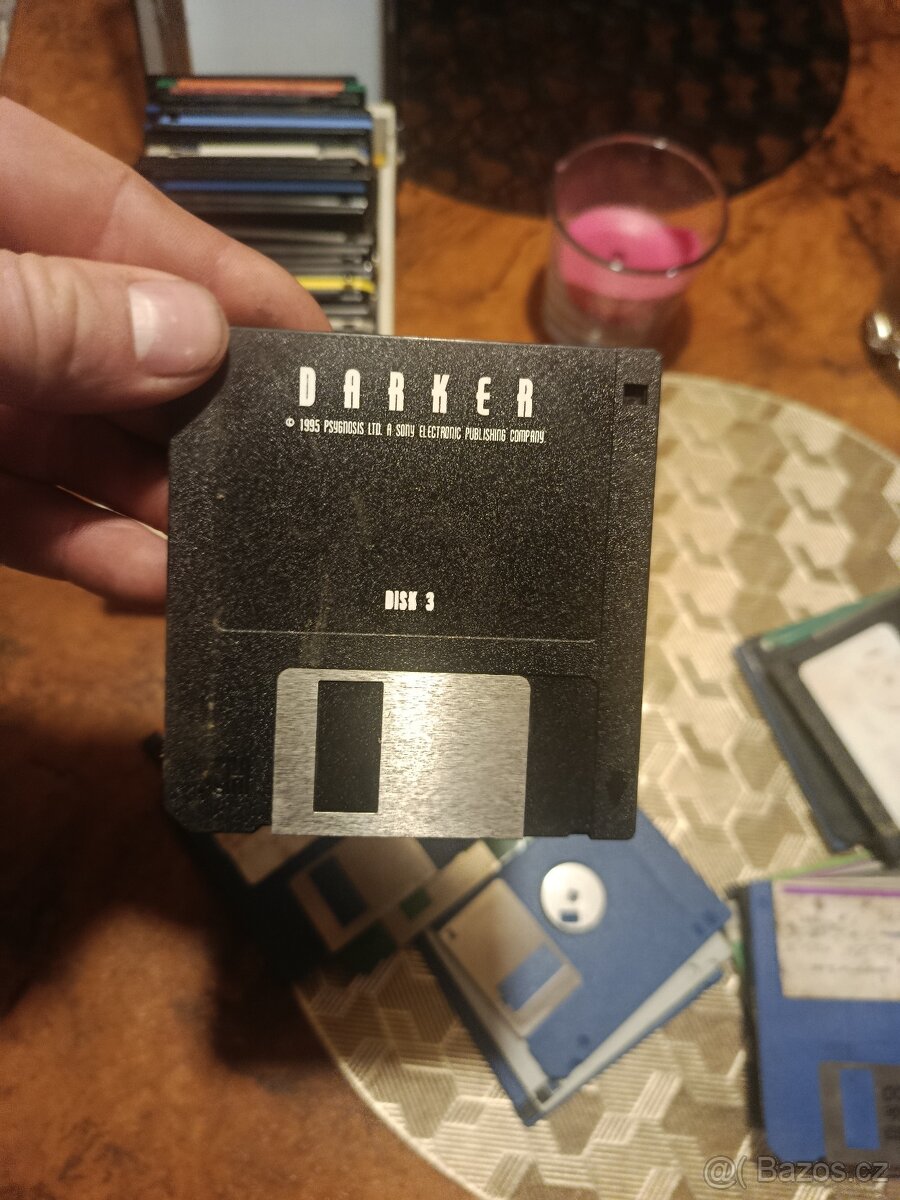 DARKER
© 1995 PSYGNOSIS LTD. A SONY ELECTRONIC PUBLISHING COMPANY.
DISK 3
@( Bazos.cz